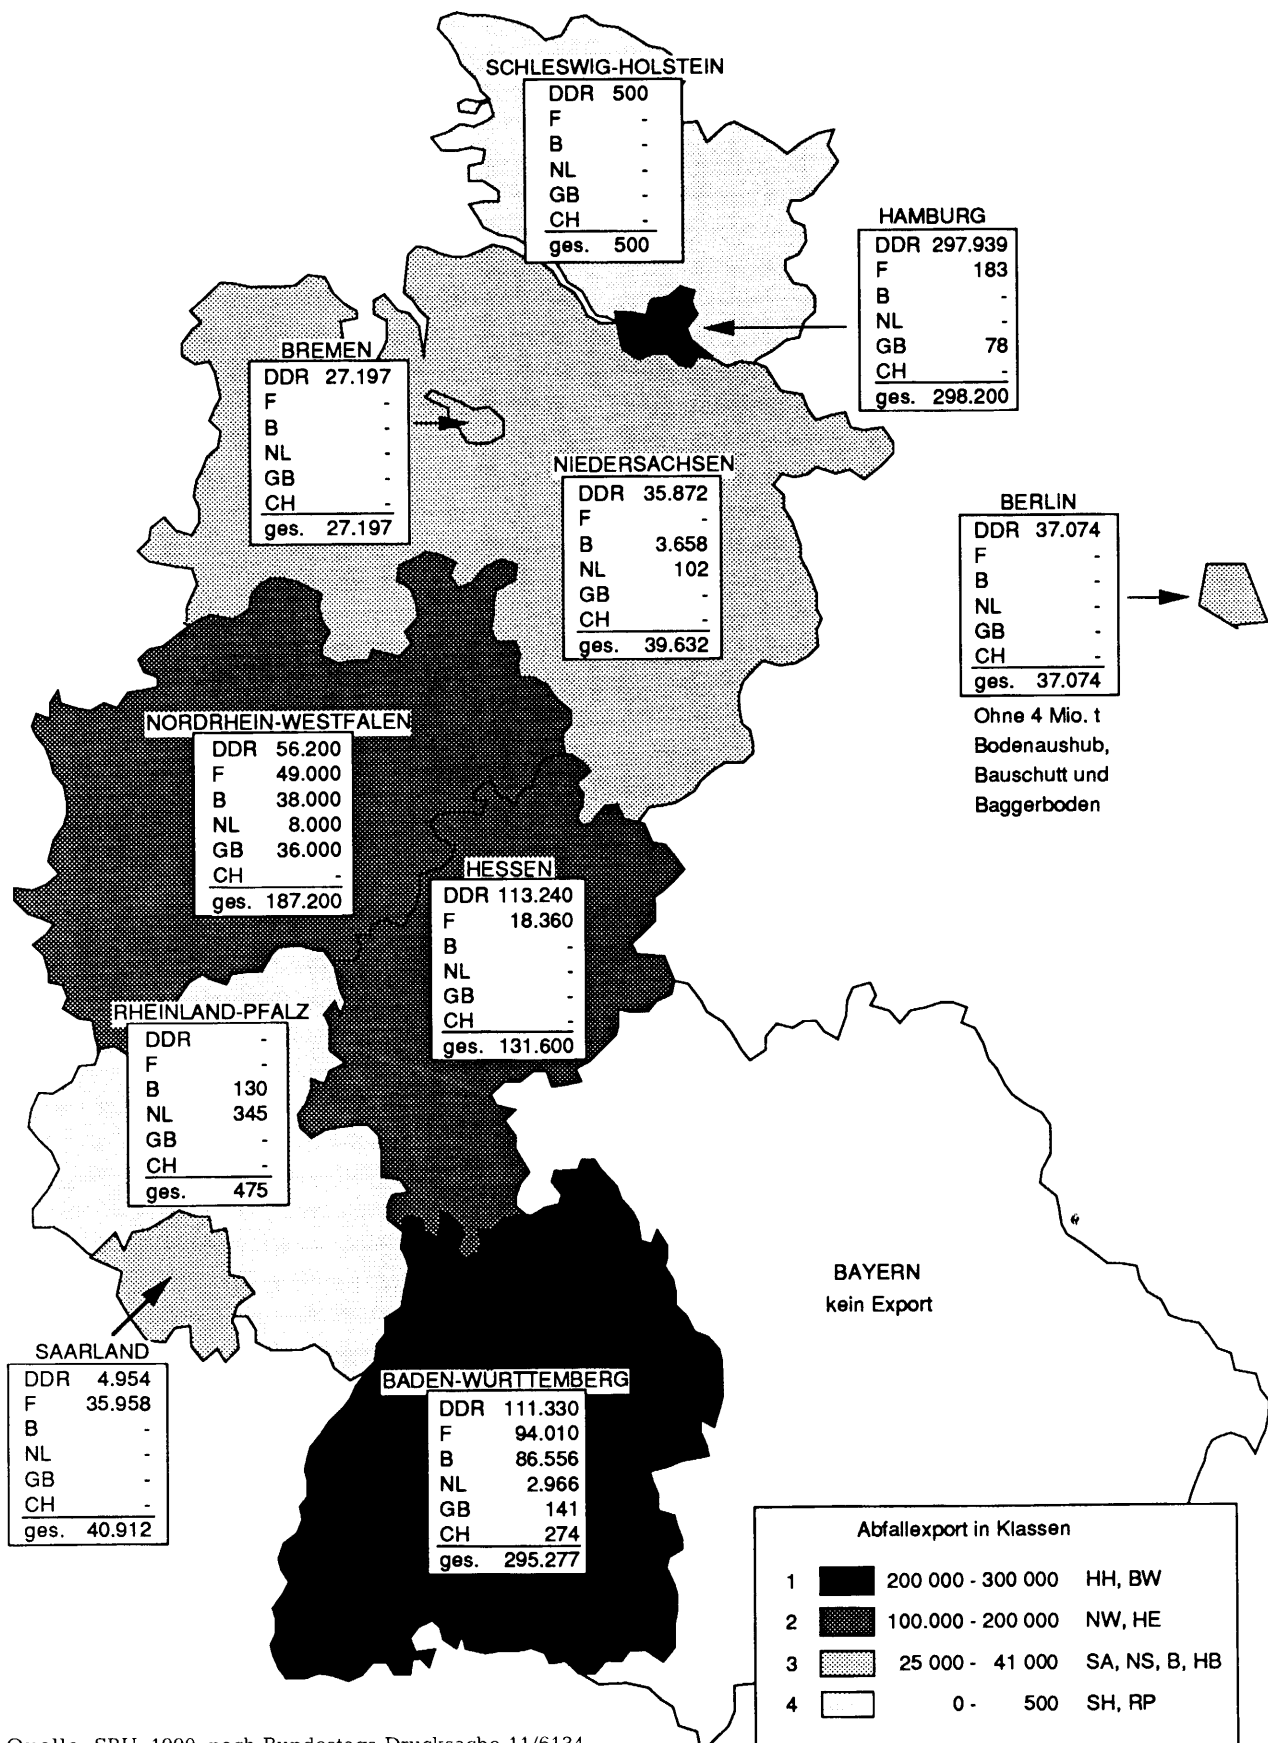 SCHLESWIG-HOLSTEIN
DDR 500
F -
B -
NL -
GB -
CH -
ges. 500
HAMBURG
DDR 297.939
F 183
B -
NL -
GB 78
CH -
ges. 298.200
BREMEN
DDR 27.197
F -
B -
NL -
GB -
CH -
ges. 27.197
NIEDERSACHSEN
DDR 35.872
F -
B 3.658
NL 102
GB -
CH -
ges. 39.632
BERLIN
DDR 37.074
F -
B -
NL -
GB -
CH -
ges. 37.074
Ohne 4 Mio. t
Bodenaushub,
Bauschutt und
Baggerboden
NORDRHEIN-WESTFALEN
DDR 56.200
F 49.000
B 38.000
NL 8.000
GB 36.000
CH -
ges. 187.200
HESSEN
DDR 113.240
F 18.360
B -
NL -
GB -
CH -
ges. 131.600
RHEINLAND-PFALZ
DDR -
F -
B 130
NL 345
GB -
CH -
ges. 475
BAYERN
kein Export
SAARLAND
DDR 4.954
F 35.958
B -
NL -
GB -
CH -
ges. 40.912
BADEN-WÜRTTEMBERG
DDR 111.330
F 94.010
B 86.556
NL 2.966
GB 141
CH 274
ges. 295.277
Abfallexport in Klassen
1 200 000 - 300 000 HH, BW
2 100.000 - 200 000 NW, HE
3 25 000 - 41 000 SA, NS, B, HB
4 0 - 500 SH, RP
Quelle: SRU, 1990, nach Bundestags-Drucksache 11/6134